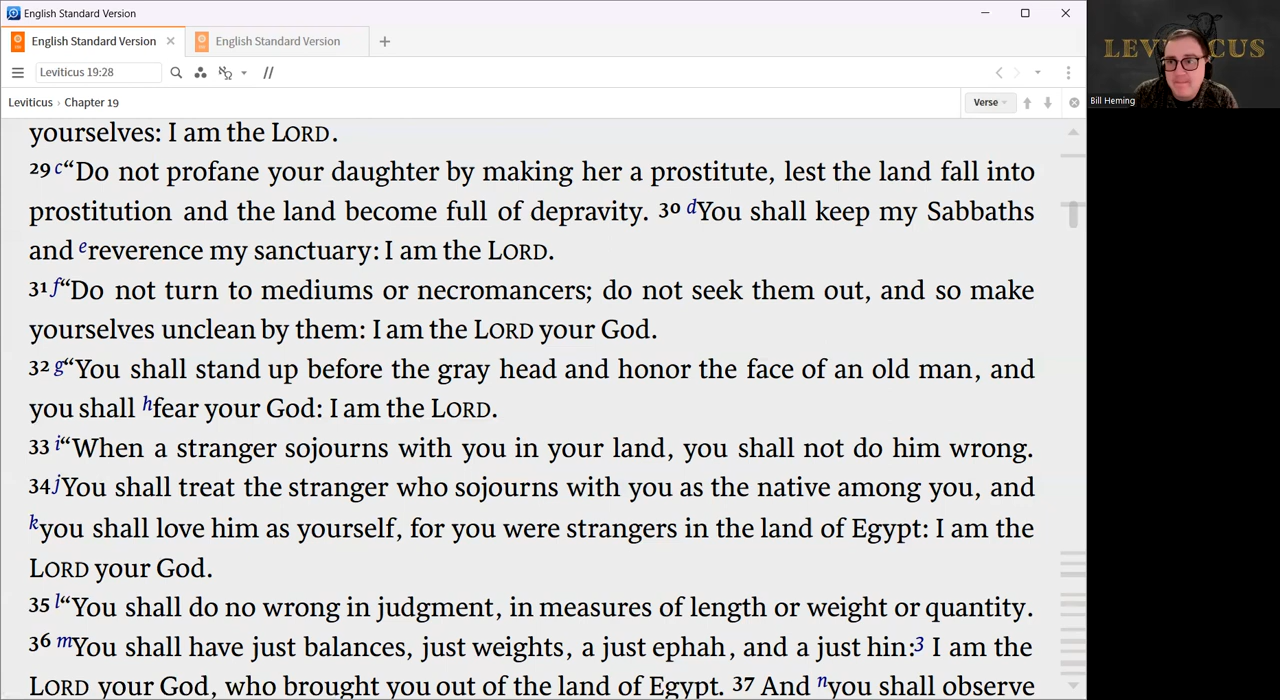 English Standard Version
English Standard Version
English Standard Version
Leviticus 19:28
Leviticus › Chapter 19
Verse
yourselves: I am the LORD.
29 c“Do not profane your daughter by making her a prostitute, lest the land fall into
prostitution and the land become full of depravity. 30 dYou shall keep my Sabbaths
and ereverence my sanctuary: I am the LORD.
31 f“Do not turn to mediums or necromancers; do not seek them out, and so make
yourselves unclean by them: I am the LORD your God.
32 g“You shall stand up before the gray head and honor the face of an old man, and
you shall hfear your God: I am the LORD.
33 i“When a stranger sojourns with you in your land, you shall not do him wrong.
34 jYou shall treat the stranger who sojourns with you as the native among you, and
kyou shall love him as yourself, for you were strangers in the land of Egypt: I am the
LORD your God.
35 l“You shall do no wrong in judgment, in measures of length or weight or quantity.
36 mYou shall have just balances, just weights, a just ephah, and a just hin:3 I am the
LORD your God, who brought you out of the land of Egypt. 37 And nyou shall observe
Bill Heming